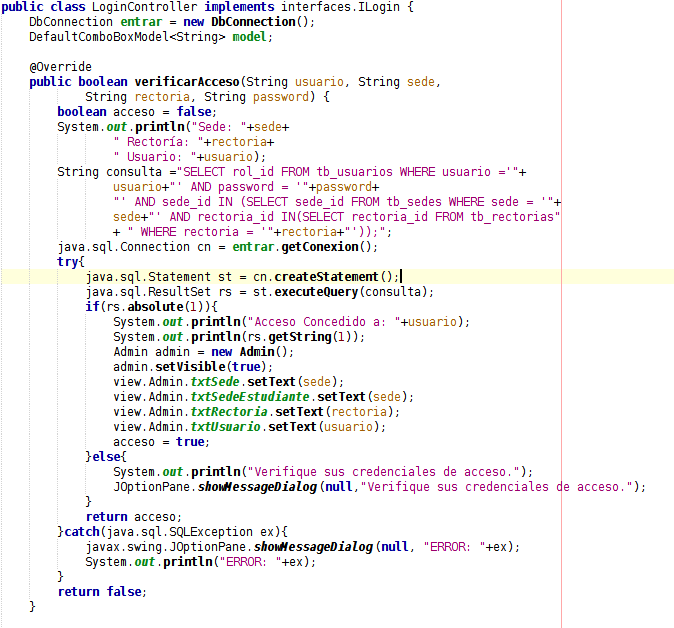 public class LoginController implements interfaces.ILogin {
    DbConnection entrar = new DbConnection();
    DefaultComboBoxModel<String> model;

    @Override
    public boolean verificarAcceso(String usuario, String sede,
            String rectoria, String password) {
        boolean acceso = false;
        System.out.println("Sede: "+sede+
                " Rectoría: "+rectoria+
                " Usuario: "+usuario);
        String consulta ="SELECT rol_id FROM tb_usuarios WHERE usuario ='"+
                usuario+"' AND password = '"+password+
                "' AND sede_id IN (SELECT sede_id FROM tb_sedes WHERE sede = '"+
                sede+"' AND rectoria_id IN(SELECT rectoria_id FROM tb_rectorias"
                + " WHERE rectoria = '"+rectoria+"'));";
        java.sql.Connection cn = entrar.getConexion();
        try{
            java.sql.Statement st = cn.createStatement();
            java.sql.ResultSet rs = st.executeQuery(consulta);
            if(rs.absolute(1)){
                System.out.println("Acceso Concedido a: "+usuario);
                System.out.println(rs.getString(1));
                Admin admin = new Admin();
                admin.setVisible(true);
                view.Admin.txtSede.setText(sede);
                view.Admin.txtSedeEstudiante.setText(sede);
                view.Admin.txtRectoria.setText(rectoria);
                view.Admin.txtUsuario.setText(usuario);
                acceso = true;
            }else{
                System.out.println("Verifique sus credenciales de acceso.");
                JOptionPane.showMessageDialog(null,"Verifique sus credenciales de acceso.");
            }
            return acceso;
        }catch(java.sql.SQLException ex){
            javax.swing.JOptionPane.showMessageDialog(null, "ERROR: "+ex);
            System.out.println("ERROR: "+ex);
        }
        return false;
    }